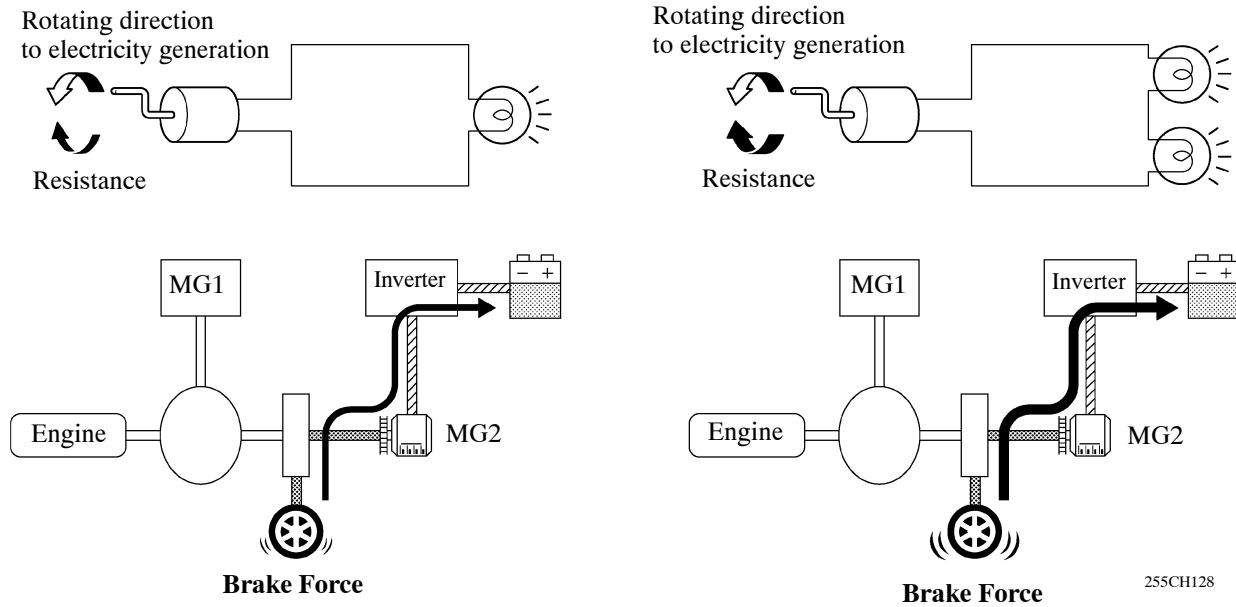 Rotating direction
to electricity generation
Resistance
Rotating direction
to electricity generation
Resistance
MG1
Inverter
− +
Engine
MG2
Brake Force
MG1
Inverter
− +
Engine
MG2
Brake Force
255CH128